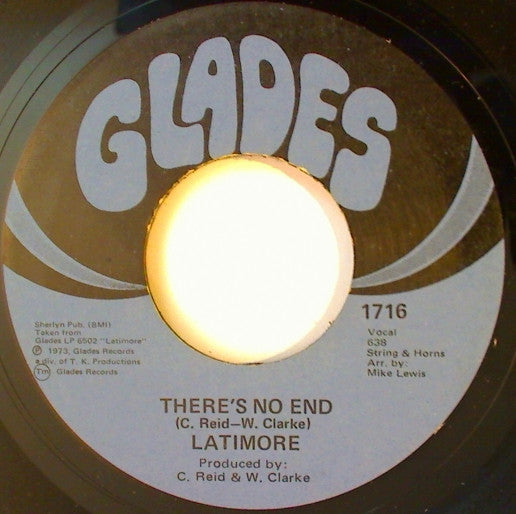 GLADES
1716
Vocal
638
String & Horns
Arr. by:
Mike Lewis
Sherlyn Pub. (BMI)
Taken from
Glades LP 6502 "Latimore"
Ⓟ 1973, Glades Records
a div. of T. K. Productions
Tm Glades Records
THERE'S NO END
(C. Reid—W. Clarke)
LATIMORE
Produced by:
C. Reid & W. Clarke